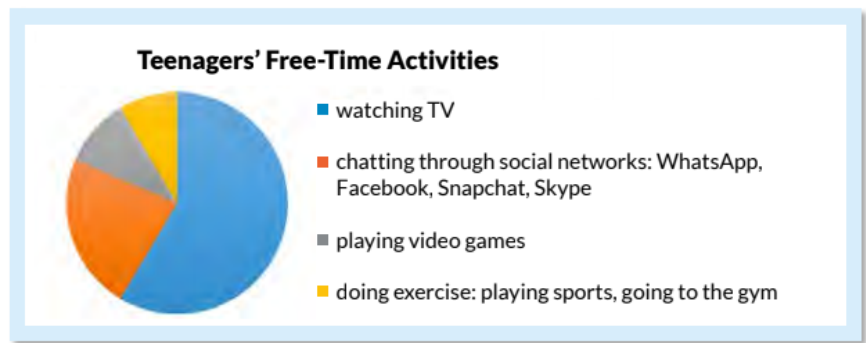 Teenagers’ Free-Time Activities
watching TV
chatting through social networks: WhatsApp,
Facebook, Snapchat, Skype
playing video games
doing exercise: playing sports, going to the gym